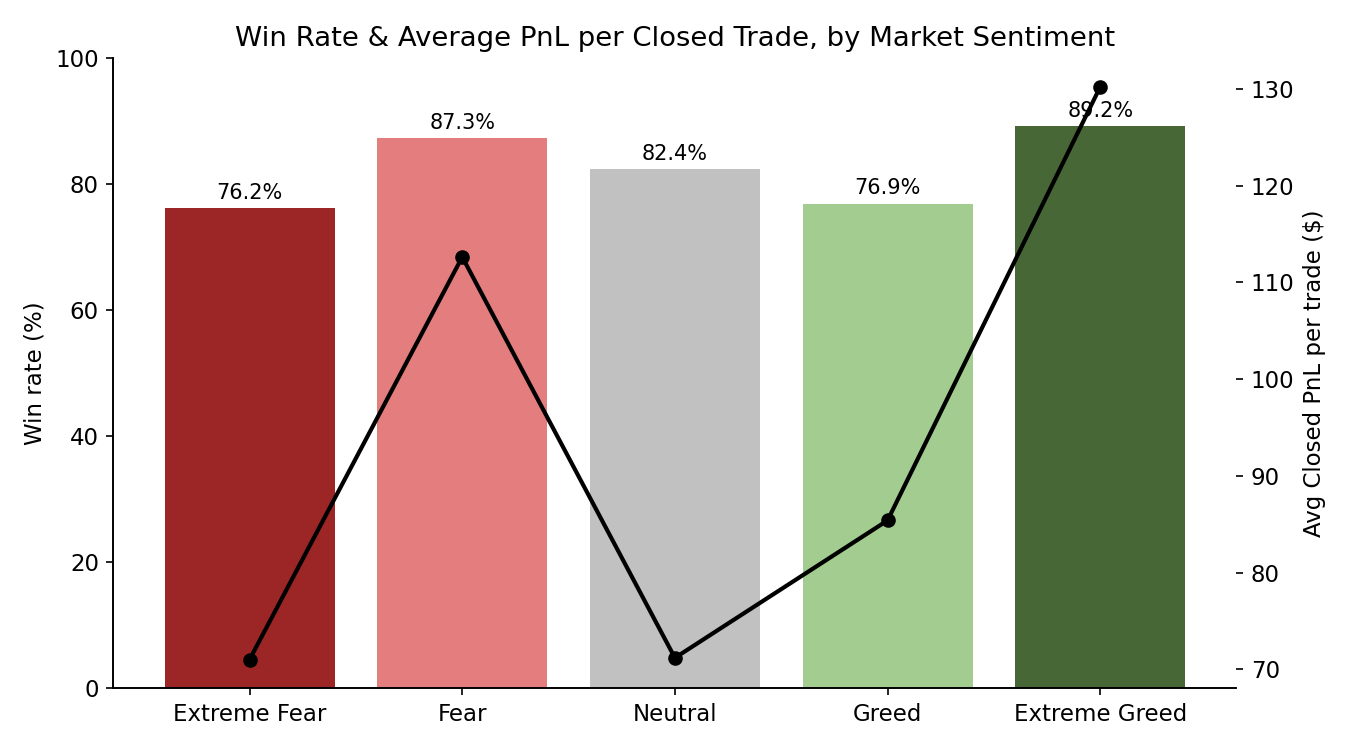 Win Rate & Average PnL per Closed Trade, by Market Sentiment
Win rate (%)
100
80
60
40
20
0
76.2%
87.3%
82.4%
76.9%
89.2%
130
120
110
100
90
80
70
Avg Closed PnL per trade ($)
Extreme Fear
Fear
Neutral
Greed
Extreme Greed